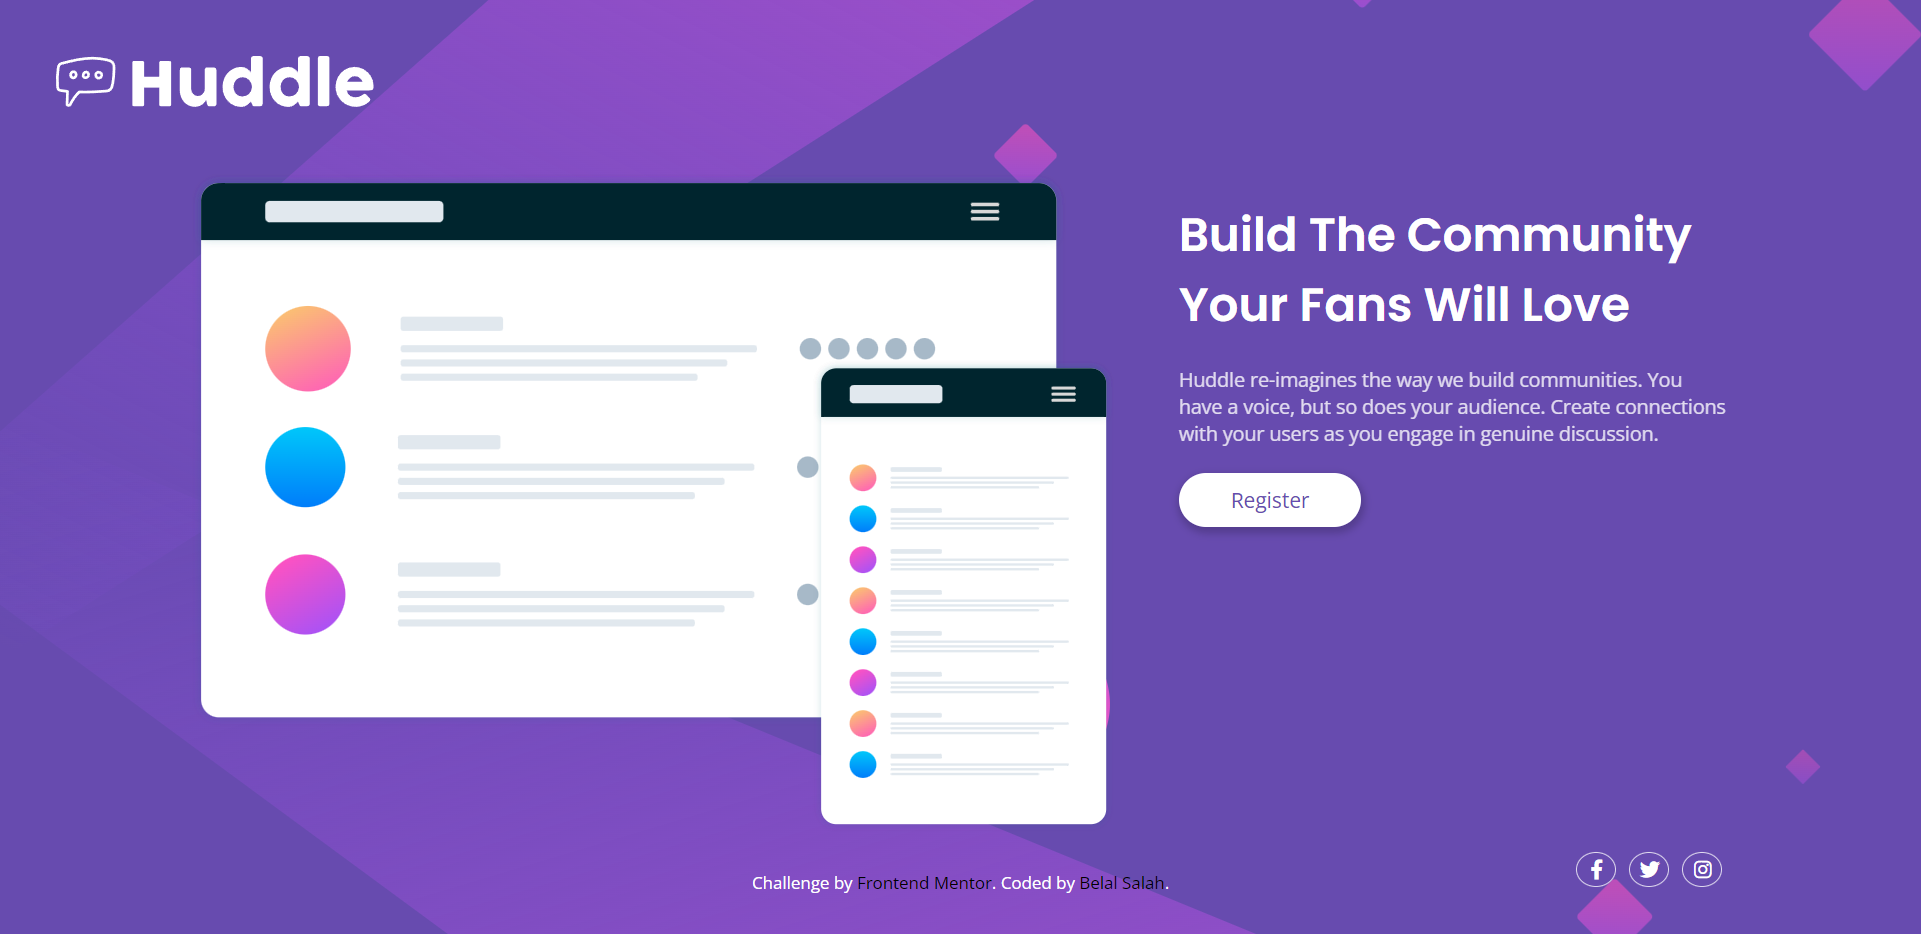 Huddle
Build The Community
Your Fans Will Love
Huddle re-imagines the way we build communities. You
have a voice, but so does your audience. Create connections
with your users as you engage in genuine discussion.
Register
Challenge by Frontend Mentor. Coded by Belal Salah.